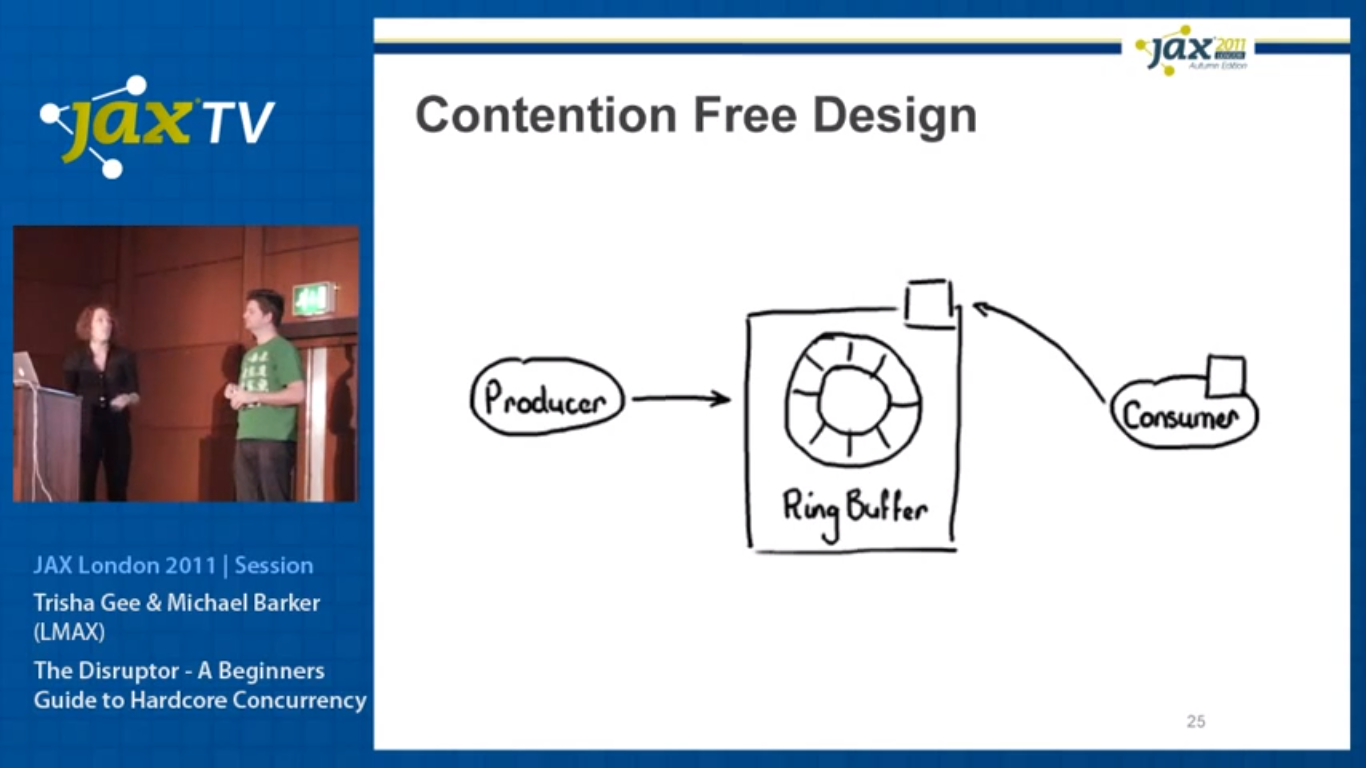 jax TV
JAX London 2011 | Session
Trisha Gee & Michael Barker
(LMAX)
The Disruptor - A Beginners
Guide to Hardcore Concurrency
jax 2011
LONDON
Autumn Edition
Contention Free Design
Producer
Ring Buffer
Consumer
25